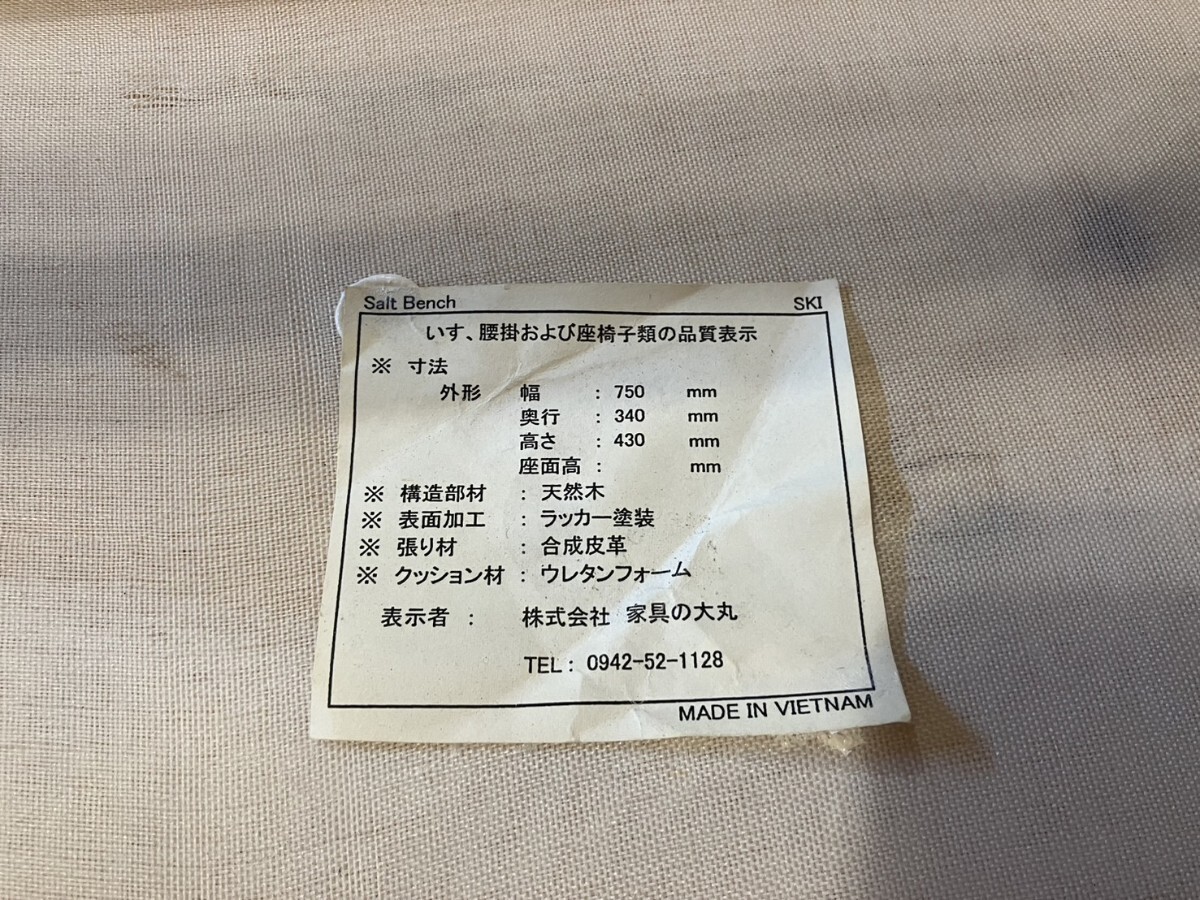 Salt Bench SKI
いす、腰掛および座椅子類の品質表示
※ 寸法
外形 幅 : 750 mm
奥行 : 340 mm
高さ : 430 mm
座面高 : mm
※ 構造部材 : 天然木
※ 表面加工 : ラッカー塗装
※ 張り材 : 合成皮革
※ クッション材 : ウレタンフォーム
表示者 : 株式会社 家具の大丸
TEL : 0942-52-1128
MADE IN VIETNAM